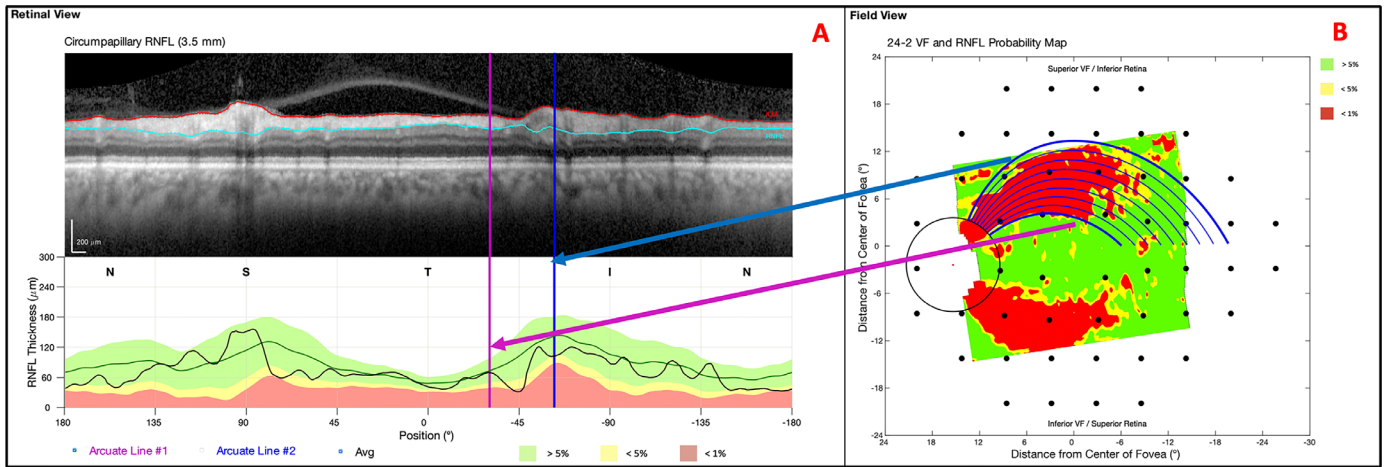 Retinal View
Field View
A
B
Circumpapillary RNFL (3.5 mm)
24-2 VF and RNFL Probability Map
ILM
RNFL
200 μm
N S T I N
RNFL Thickness (μm)
300
240
180
120
60
0
180 135 90 45 0 -45 -90 -135 -180
Position (°)
Arcuate Line #1 Arcuate Line #2 Avg
> 5% < 5% < 1%
> 5%
< 5%
< 1%
Superior VF / Inferior Retina
Distance from Center of Fovea (°)
24
18
12
6
0
-6
-12
-18
-24
Inferior VF / Superior Retina
24 18 12 6 0 -6 -12 -18 -24 -30
Distance from Center of Fovea (°)